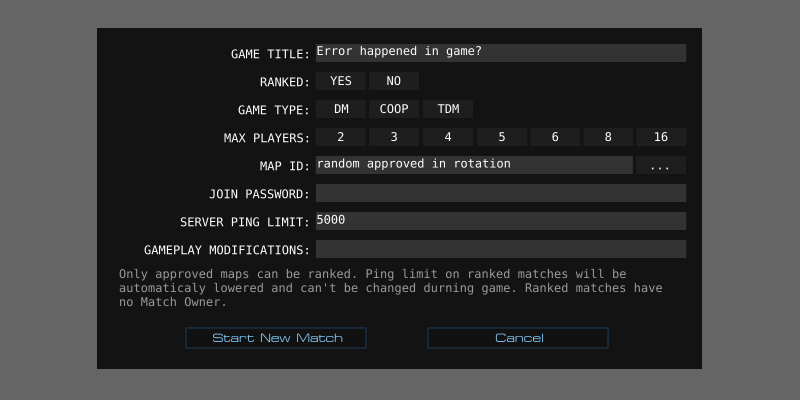 GAME TITLE: Error happened in game?
RANKED: YES NO
GAME TYPE: DM COOP TDM
MAX PLAYERS: 2 3 4 5 6 8 16
MAP ID: random approved in rotation ...
JOIN PASSWORD:
SERVER PING LIMIT: 5000
GAMEPLAY MODIFICATIONS:
Only approved maps can be ranked. Ping limit on ranked matches will be
automaticaly lowered and can't be changed durning game. Ranked matches have
no Match Owner.
Start New Match Cancel